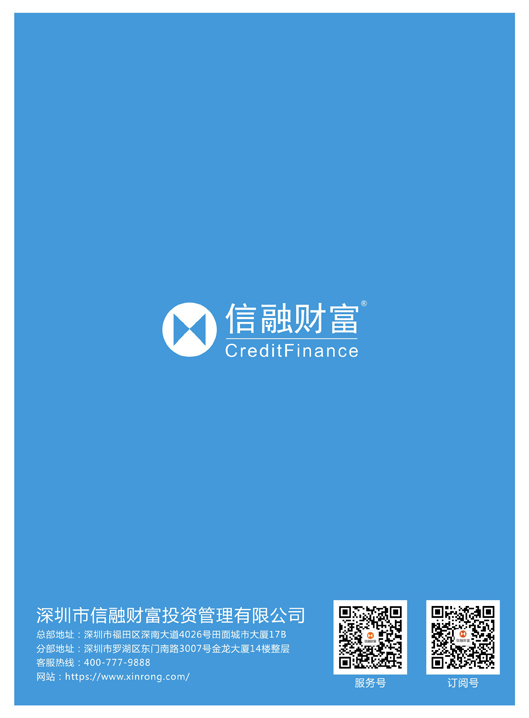 信融财富®
CreditFinance
深圳市信融财富投资管理有限公司
总部地址：深圳市福田区深南大道4026号田面城市大厦17B
分部地址：深圳市罗湖区东门南路3007号金龙大厦14楼整层
客服热线：400-777-9888
网站：https://www.xinrong.com/
服务号
订阅号